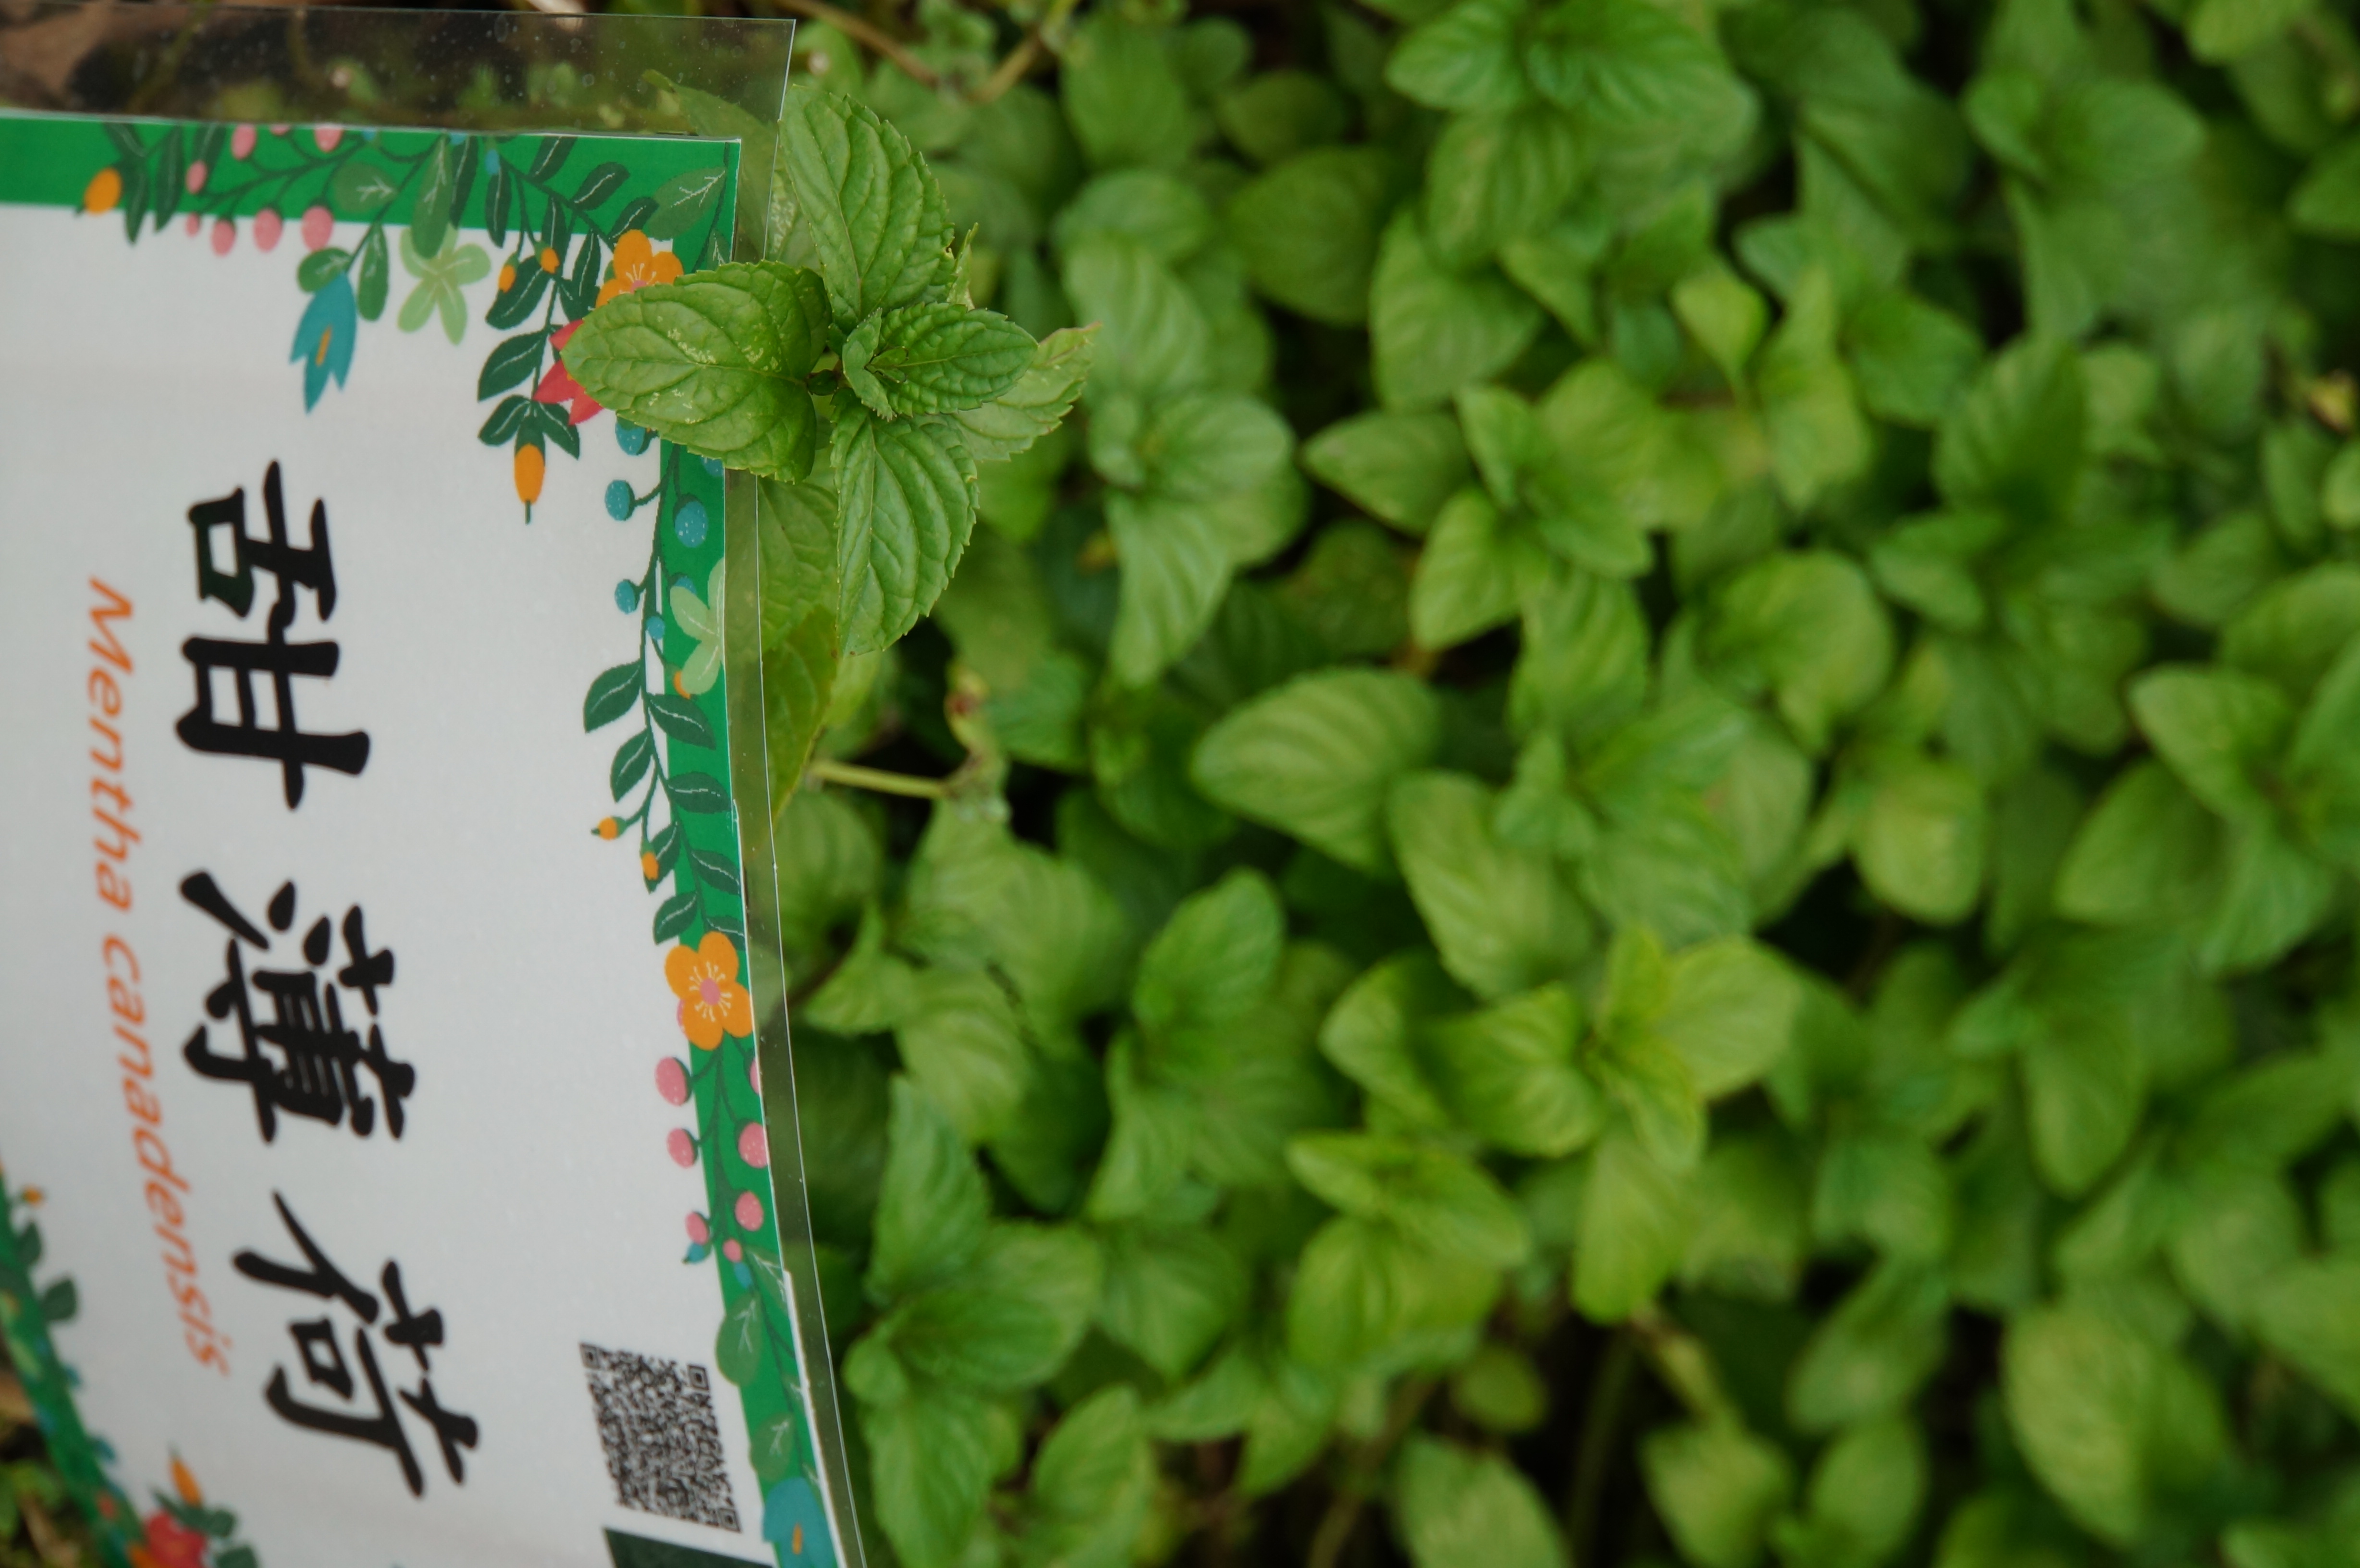 甜薄荷
Mentha canadensis